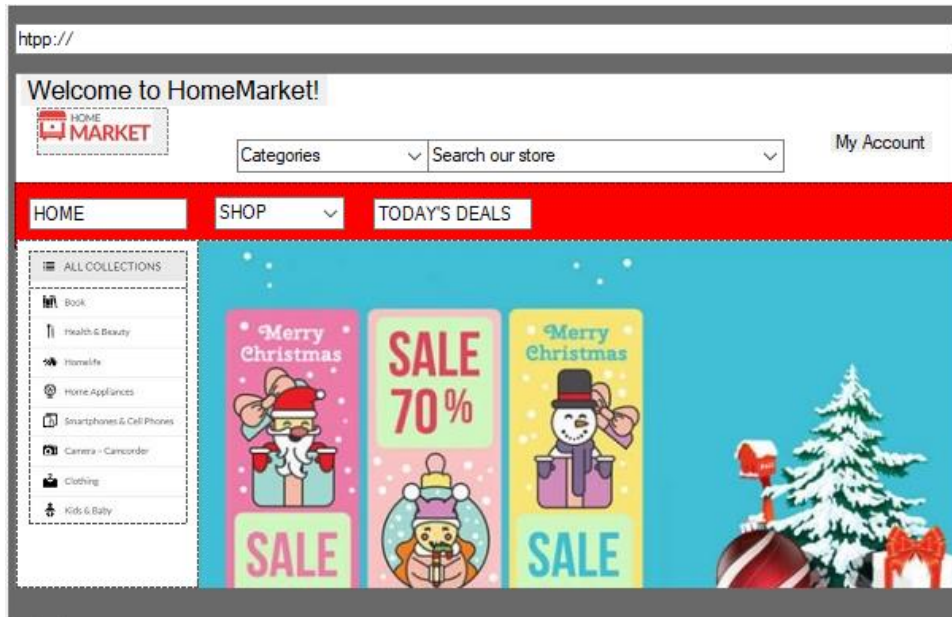 htpp://
Welcome to HomeMarket!
HOME
MARKET
Categories
Search our store
My Account
HOME
SHOP
TODAY'S DEALS
ALL COLLECTIONS
Book
Health & Beauty
Homelife
Home Appliances
Smartphones & Cell Phones
Camera - Camcorder
Clothing
Kids & Baby
Merry
Christmas
SALE
SALE
70%
Merry
Christmas
SALE